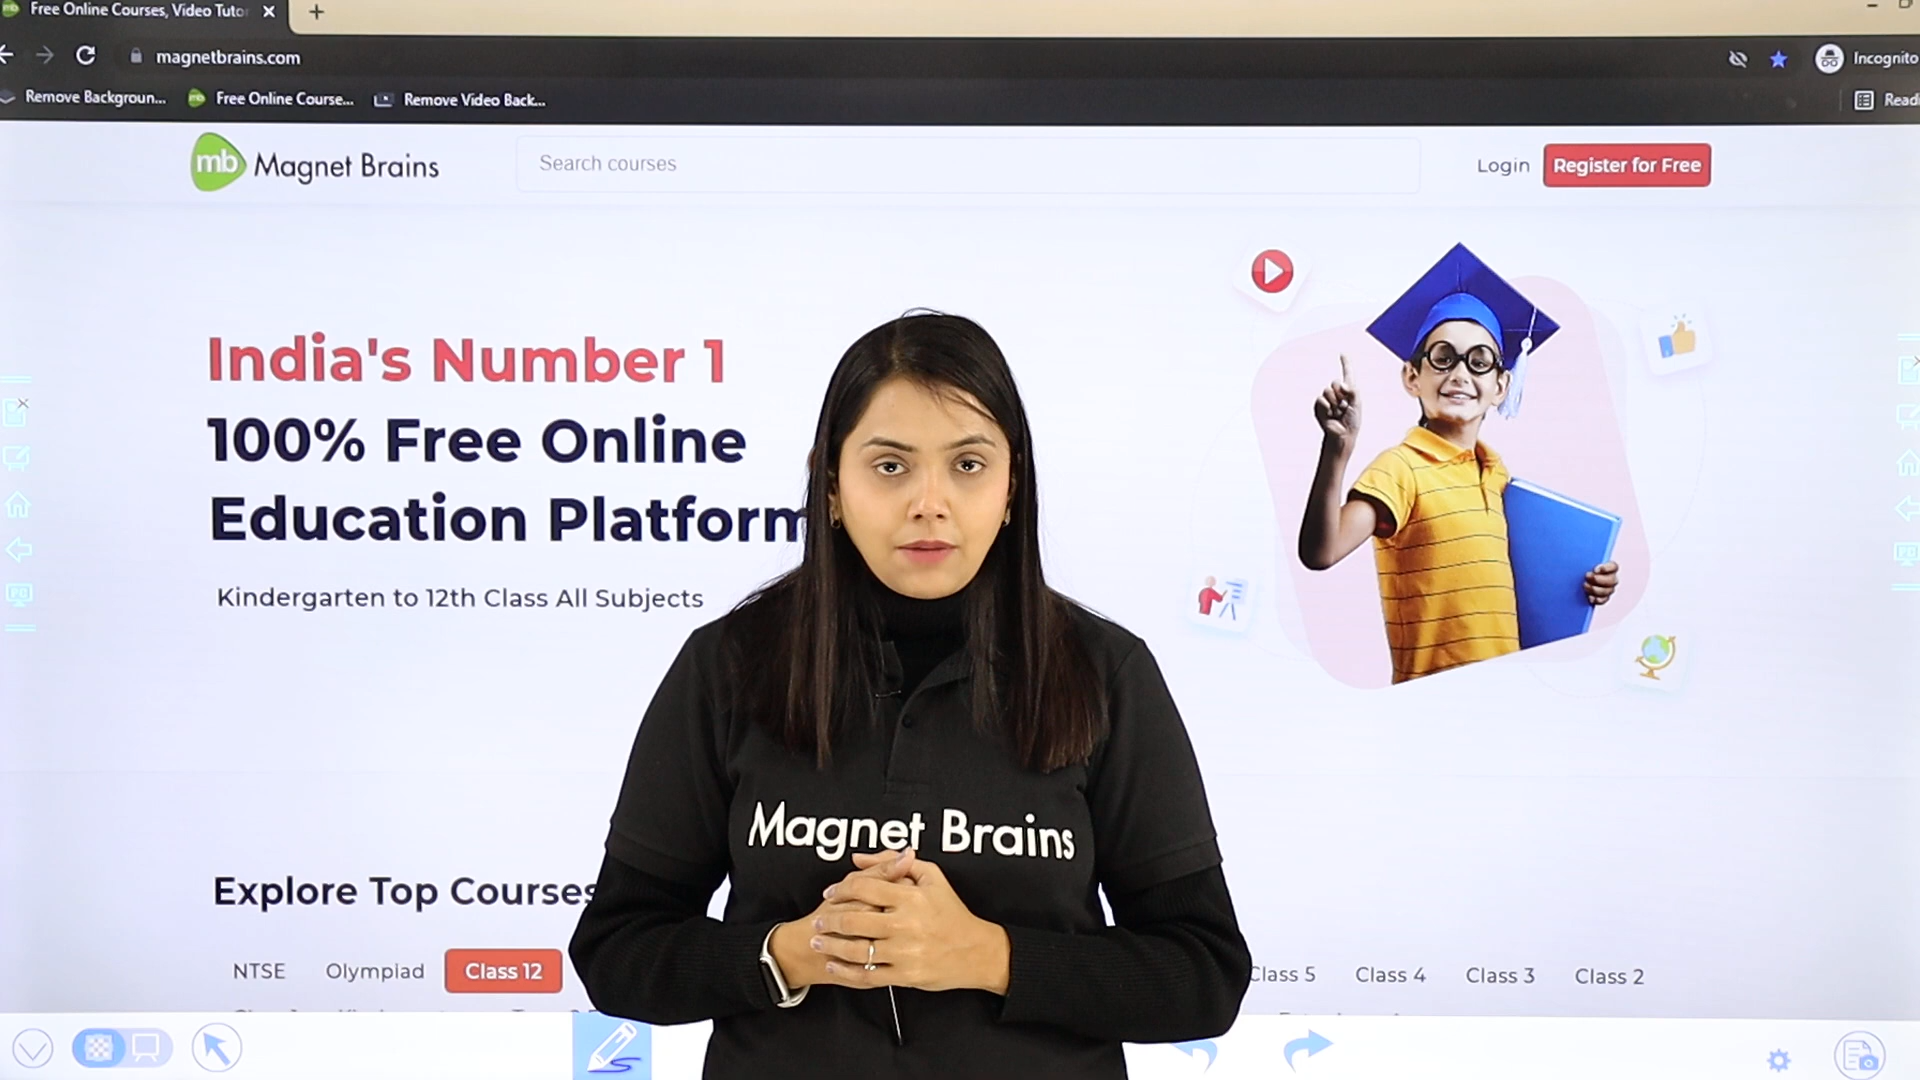 Free Online Courses, Video Tuto
magnetbrains.com
Incognito
Remove Backgroun...
Free Online Course...
Remove Video Back...
Read
mb Magnet Brains
Search courses
Login
Register for Free
India's Number 1
100% Free Online
Education Platform
Kindergarten to 12th Class All Subjects
Magnet Brains
Explore Top Courses
NTSE
Olympiad
Class 12
Class 5
Class 4
Class 3
Class 2